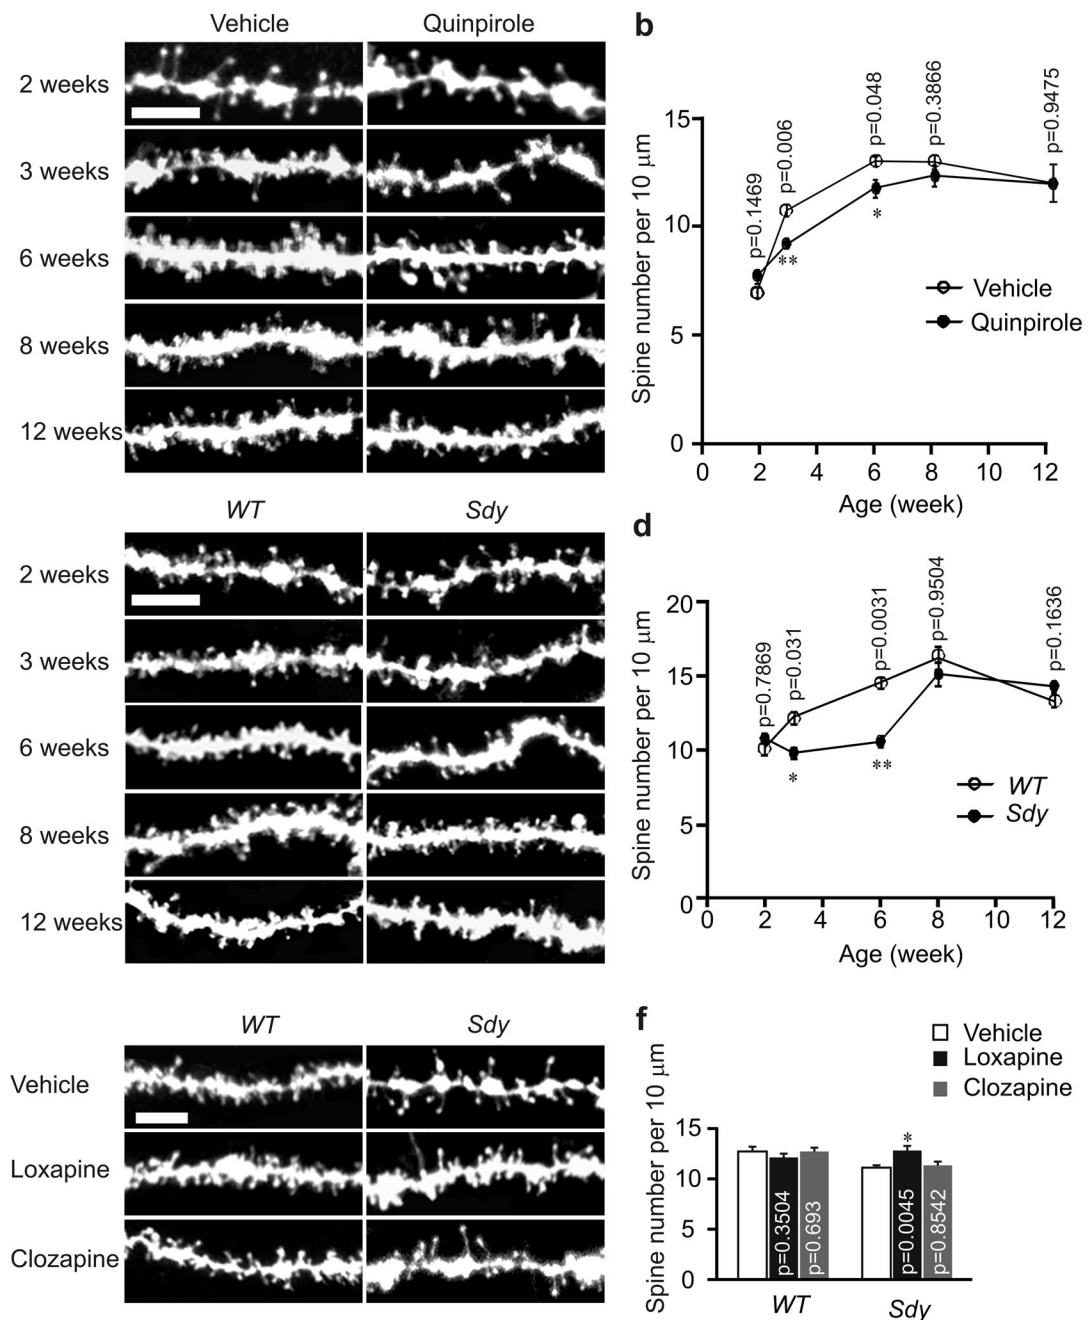 Vehicle Quinpirole
2 weeks
3 weeks
6 weeks
8 weeks
12 weeks
b
Spine number per 10 μm
15
10
5
0
p=0.1469
p=0.006
p=0.048
p=0.3866
p=0.9475
**
*
Vehicle
Quinpirole
0 2 4 6 8 10 12
Age (week)
WT Sdy
2 weeks
3 weeks
6 weeks
8 weeks
12 weeks
d
Spine number per 10 μm
20
15
10
5
0
p=0.7869
p=0.031
p=0.0031
p=0.9504
p=0.1636
*
**
WT
Sdy
0 2 4 6 8 10 12
Age (week)
WT Sdy
Vehicle
Loxapine
Clozapine
f
Vehicle
Loxapine
Clozapine
Spine number per 10 μm
15
10
5
0
p=0.3504
p=0.693
*
p=0.0045
p=0.8542
WT Sdy